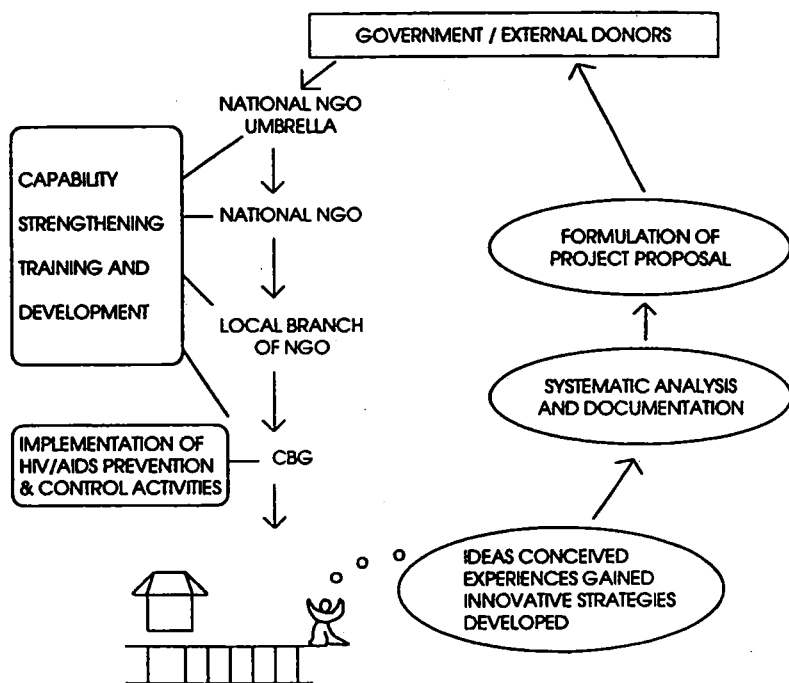 GOVERNMENT / EXTERNAL DONORS
NATIONAL NGO
UMBRELLA
CAPABILITY
STRENGTHENING
TRAINING AND
DEVELOPMENT
NATIONAL NGO
LOCAL BRANCH
OF NGO
IMPLEMENTATION OF
HIV/AIDS PREVENTION
& CONTROL ACTIVITIES
CBG
FORMULATION OF
PROJECT PROPOSAL
SYSTEMATIC ANALYSIS
AND DOCUMENTATION
IDEAS CONCEIVED
EXPERIENCES GAINED
INNOVATIVE STRATEGIES
DEVELOPED